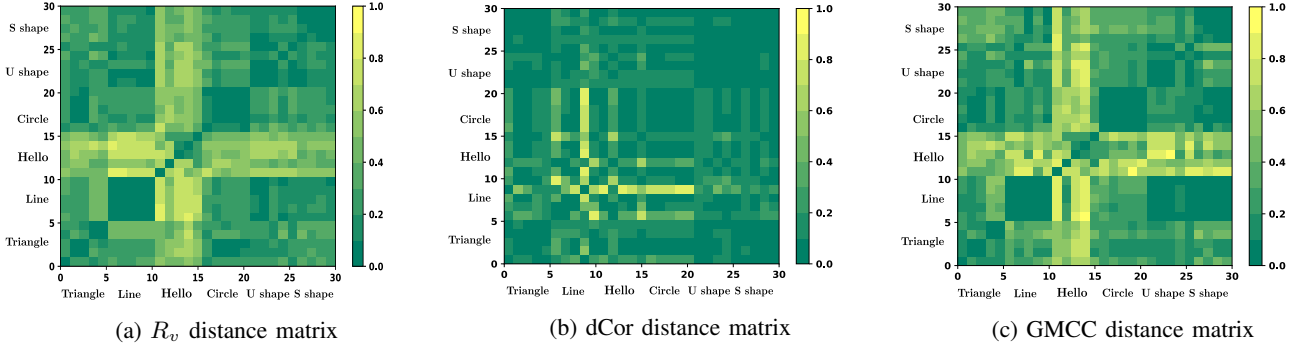 30
25
20
15
10
5
0
S shape
U shape
Circle
Hello
Line
Triangle
0 5 10 15 20 25 30
Triangle Line Hello Circle U shape S shape
1.0
0.8
0.6
0.4
0.2
0.0
(a) Rv distance matrix
30
25
20
15
10
5
0
S shape
U shape
Circle
Hello
Line
Triangle
0 5 10 15 20 25 30
Triangle Line Hello Circle U shape S shape
1.0
0.8
0.6
0.4
0.2
0.0
(b) dCor distance matrix
30
25
20
15
10
5
0
S shape
U shape
Circle
Hello
Line
Triangle
0 5 10 15 20 25 30
Triangle Line Hello Circle U shape S shape
1.0
0.8
0.6
0.4
0.2
0.0
(c) GMCC distance matrix